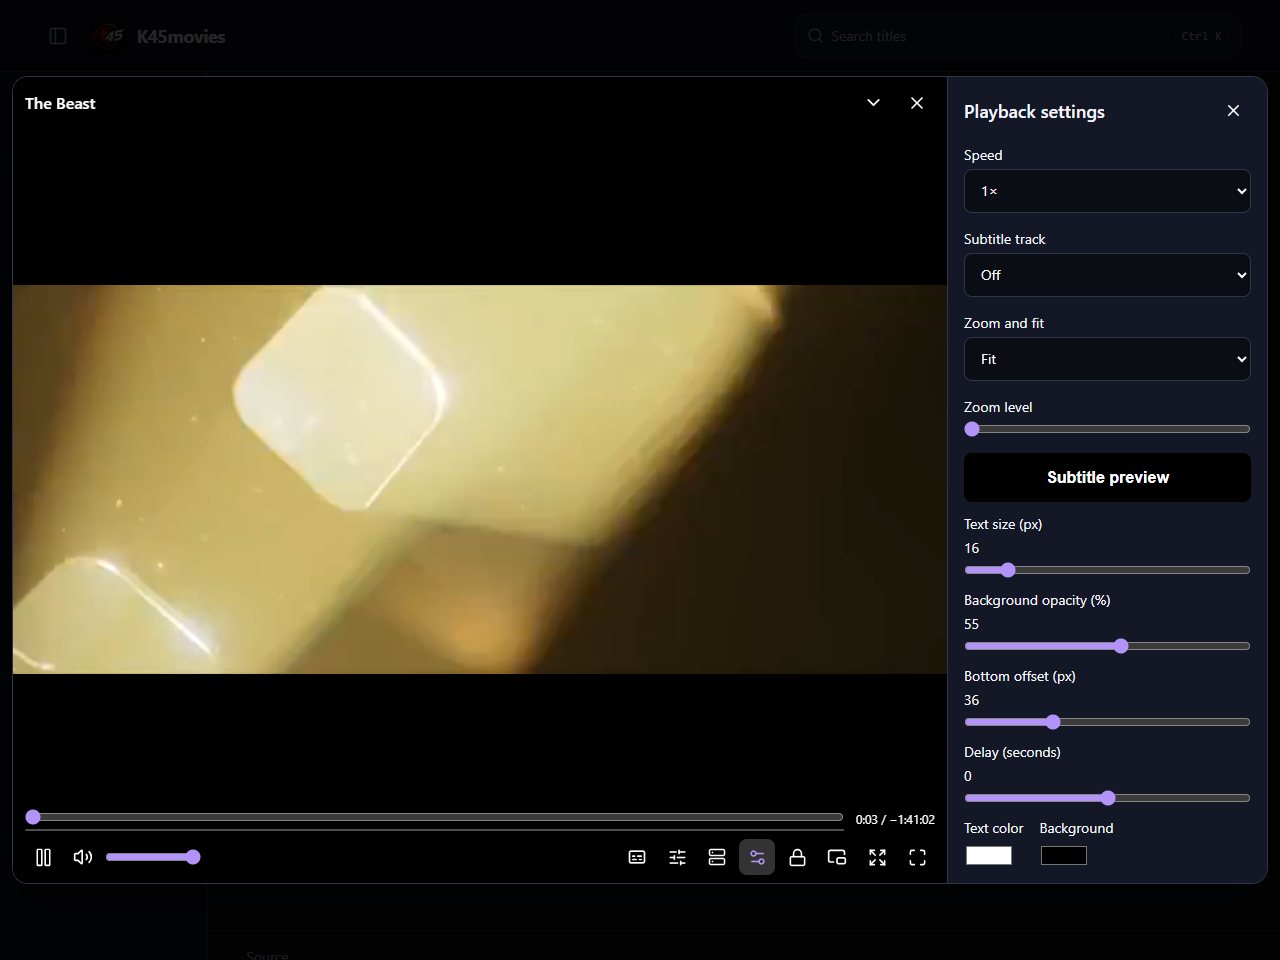 K45
K45movies
Search titles
Ctrl K
The Beast
Playback settings
Speed
1×
Subtitle track
Off
Zoom and fit
Fit
Zoom level
Subtitle preview
Text size (px)
16
Background opacity (%)
55
Bottom offset (px)
36
Delay (seconds)
0
Text color
Background
0:03 / −1:41:02
Source